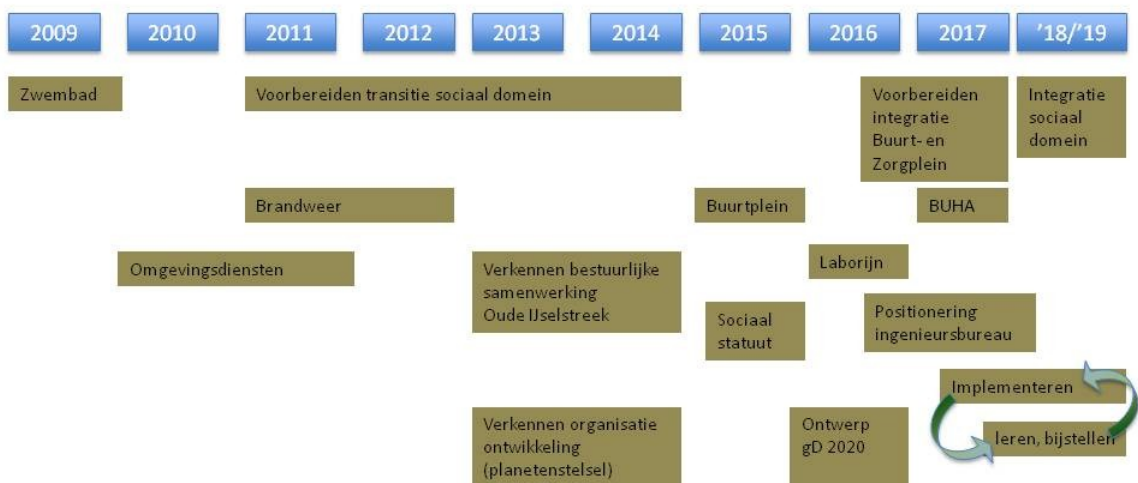 2009 2010 2011 2012 2013 2014 2015 2016 2017 '18/'19
Zwembad
Voorbereiden transitie sociaal domein
Voorbereiden
integratie
Buurt- en
Zorgplein
Integratie
sociaal
domein
Brandweer
Buurtplein
BUHA
Omgevingsdiensten
Verkennen bestuurlijke
samenwerking
Oude IJselstreek
Laborijn
Sociaal
statuut
Positionering
ingenieursbureau
Implementeren
Verkennen organisatie
ontwikkeling
(planetenstelsel)
Ontwerp
gD 2020
leren, bijstellen